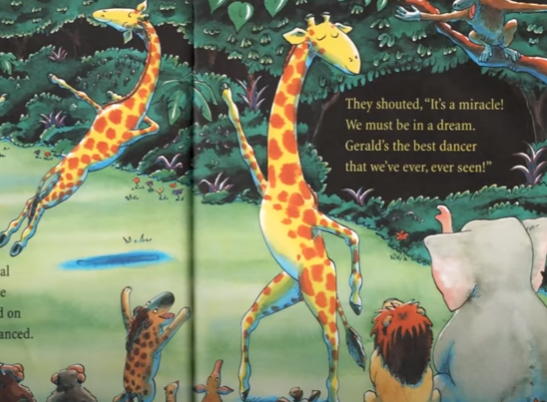 They shouted, "It's a miracle!
We must be in a dream.
Gerald's the best dancer
that we've ever, ever seen!"
on